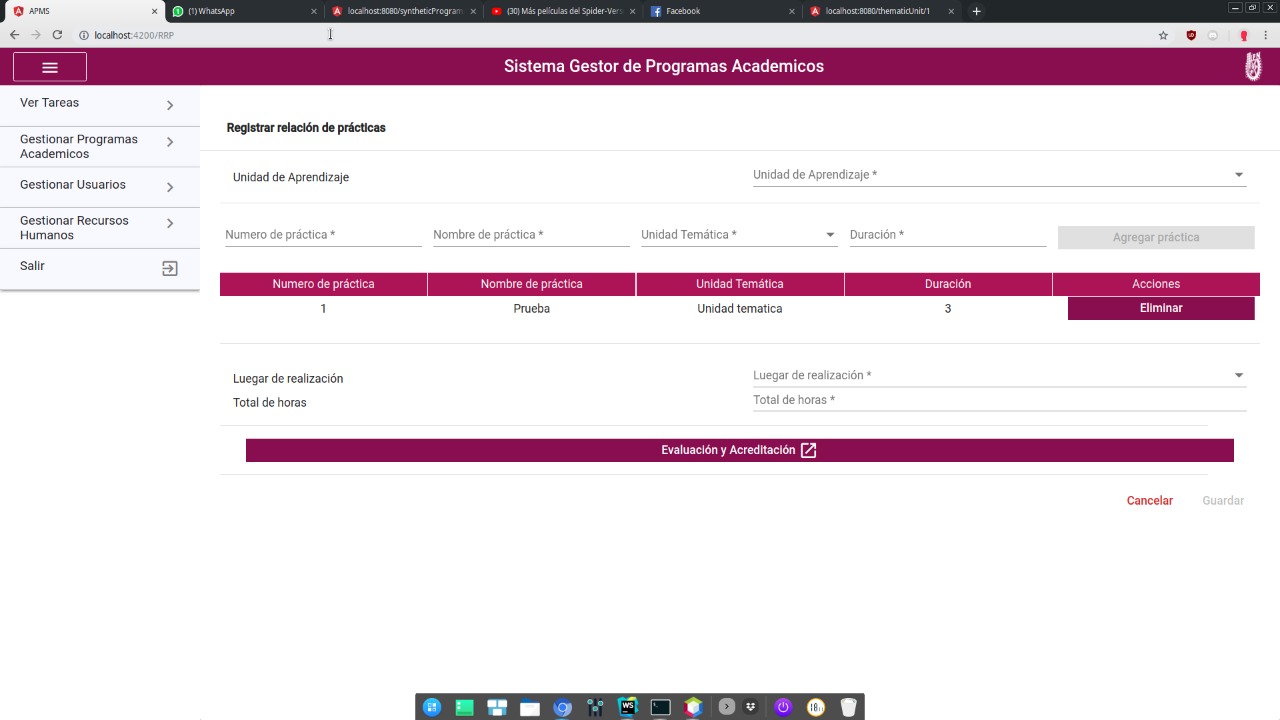 APMS
(1) WhatsApp
localhost:8080/syntheticProgram
(30) Más películas del Spider-Vers
Facebook
localhost:8080/thematicUnit/1
localhost:4200/RRP
Sistema Gestor de Programas Academicos
Ver Tareas
Gestionar Programas
Academicos
Gestionar Usuarios
Gestionar Recursos
Humanos
Salir
Registrar relación de prácticas
Unidad de Aprendizaje
Unidad de Aprendizaje *
Numero de práctica *
Nombre de práctica *
Unidad Temática *
Duración *
Agregar práctica
Numero de práctica
Nombre de práctica
Unidad Temática
Duración
Acciones
1
Prueba
Unidad tematica
3
Eliminar
Luegar de realización
Luegar de realización *
Total de horas
Total de horas *
Evaluación y Acreditación
Cancelar
Guardar
WS
18